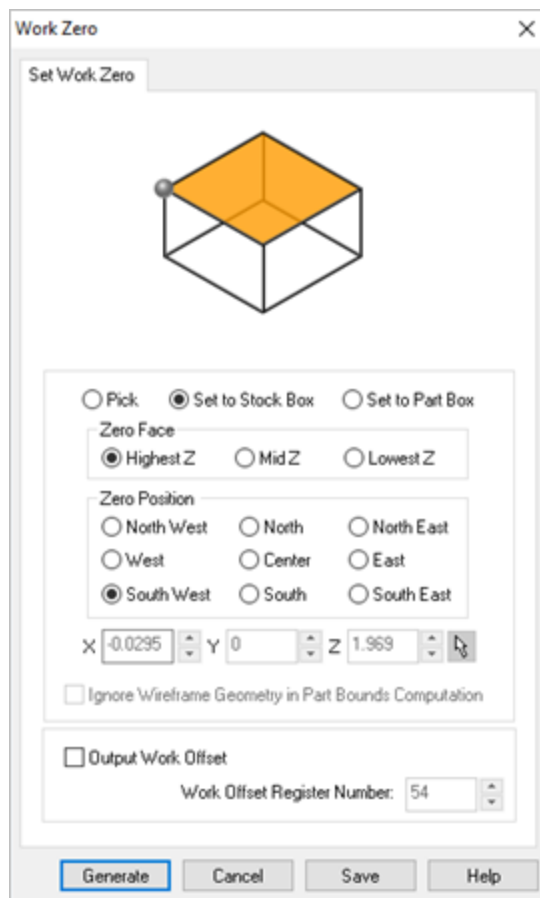 Work Zero
Set Work Zero
Pick Set to Stock Box Set to Part Box
Zero Face
Highest Z Mid Z Lowest Z
Zero Position
North West North North East
West Center East
South West South South East
X -0.0295 Y 0 Z 1.969
Ignore Wireframe Geometry in Part Bounds Computation
Output Work Offset
Work Offset Register Number: 54
Generate Cancel Save Help